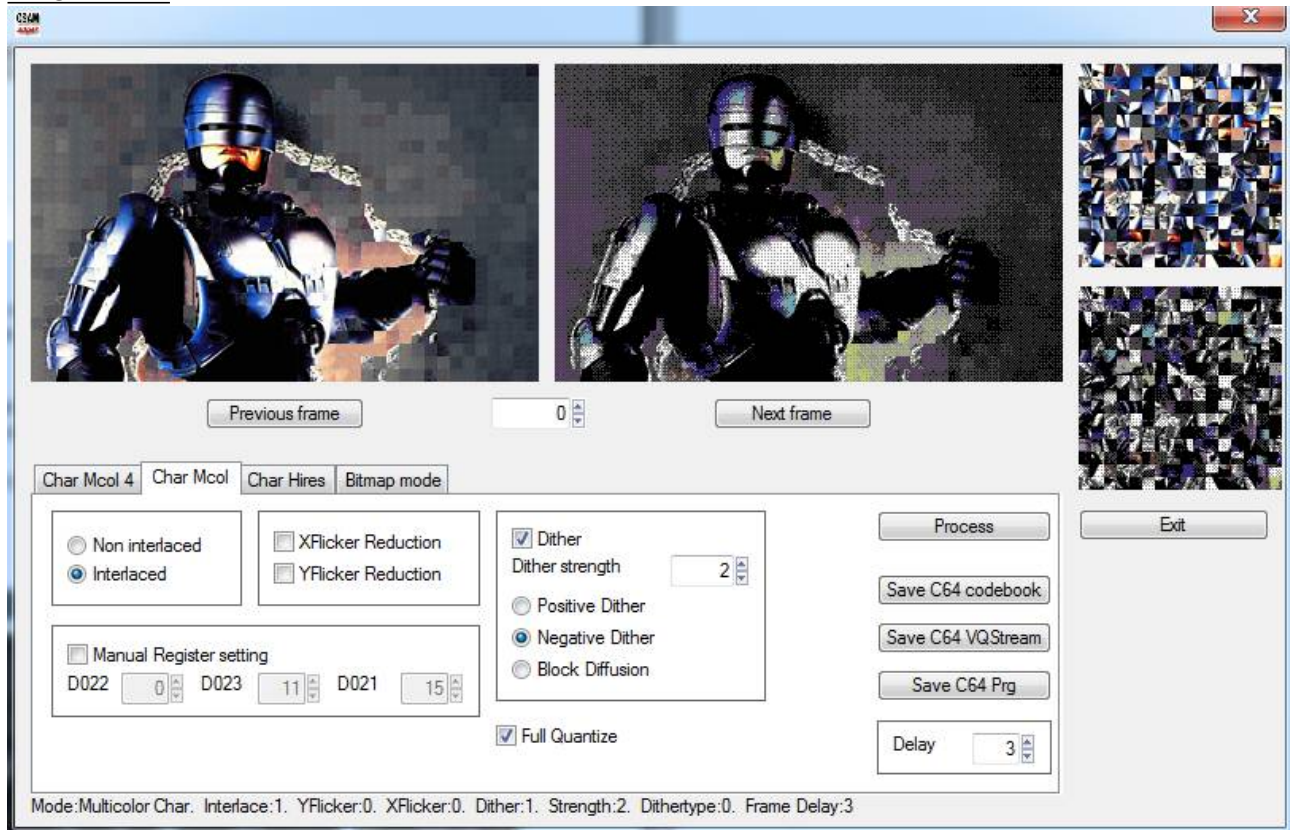 CSAM
Previous frame
0
Next frame
Char Mcol 4 Char Mcol Char Hires Bitmap mode
Non interlaced
Interlaced
XFlicker Reduction
YFlicker Reduction
Dither
Dither strength 2
Positive Dither
Negative Dither
Block Diffusion
Process
Exit
Save C64 codebook
Save C64 VQStream
Save C64 Prg
Manual Register setting
D022 0 D023 11 D021 15
Full Quantize
Delay 3
Mode:Multicolor Char. Interlace:1. YFlicker:0. XFlicker:0. Dither:1. Strength:2. Dithertype:0. Frame Delay:3